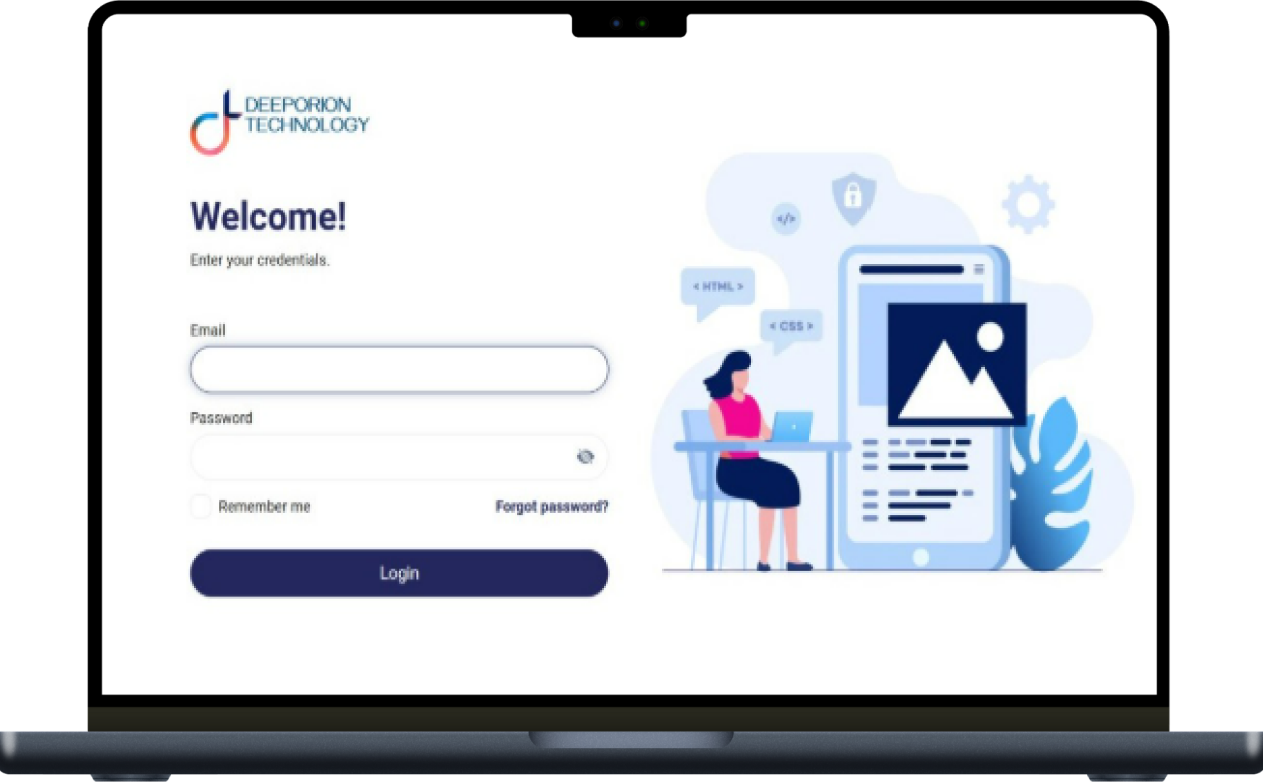 DEEPORION
TECHNOLOGY
Welcome!
Enter your credentials.
Email
Password
Remember me
Forgot password?
Login
</>
< HTML >
< CSS >